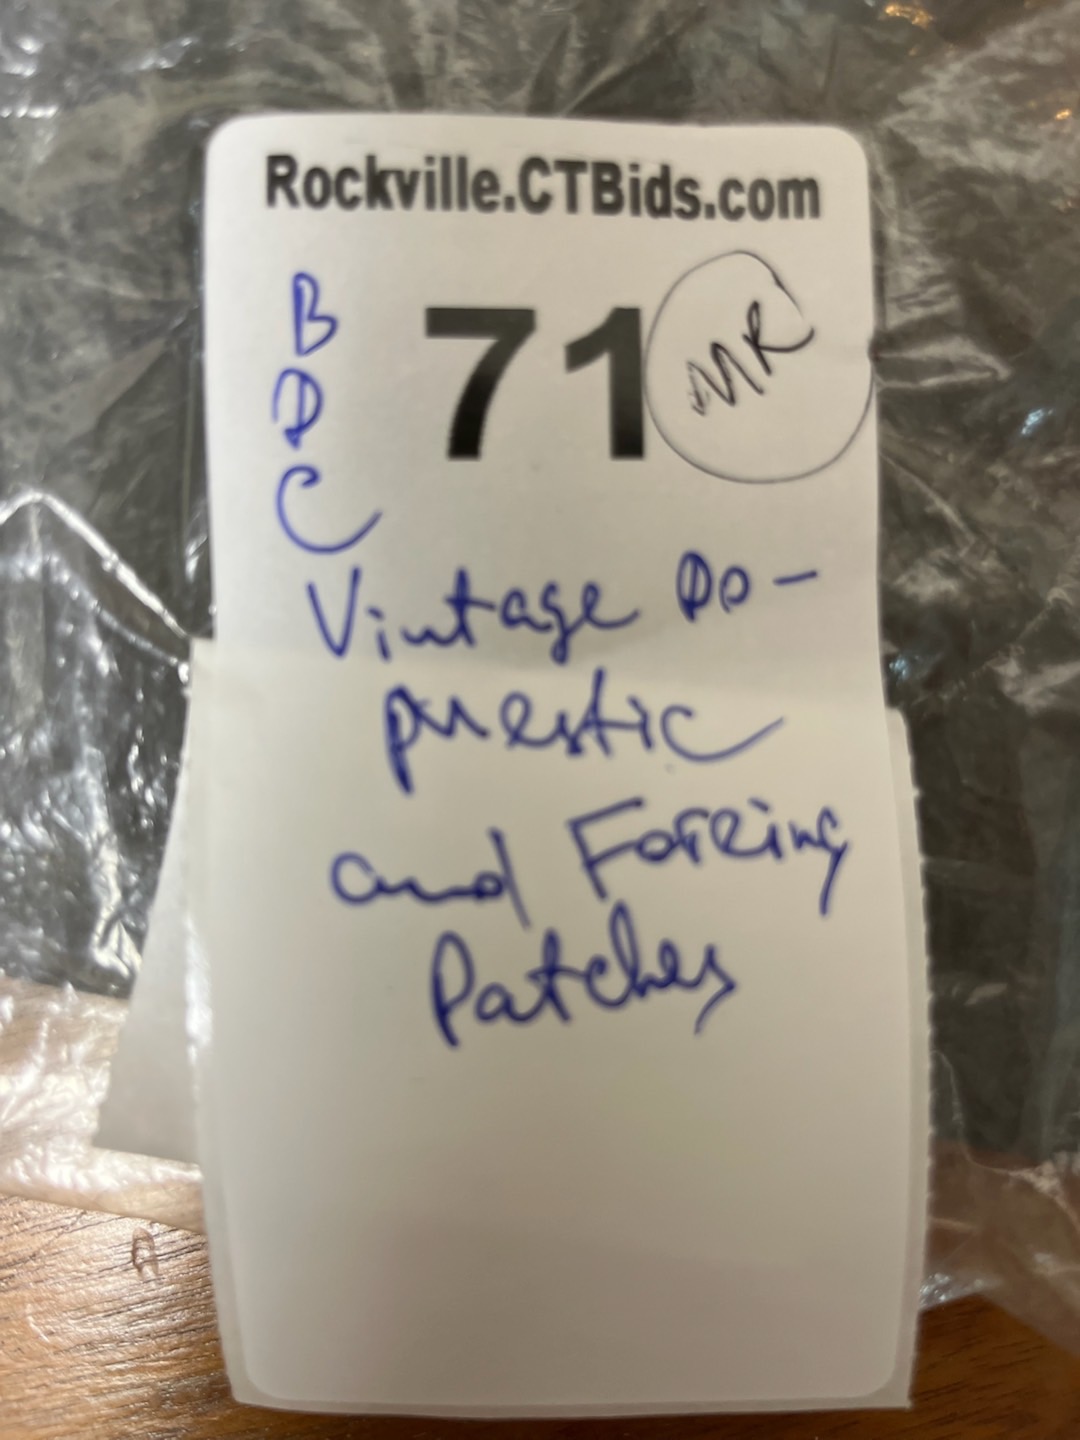 Rockville.CTBids.com
B
D
C
71
MR
Vintage Do-
mestic
and Foreing
Patches